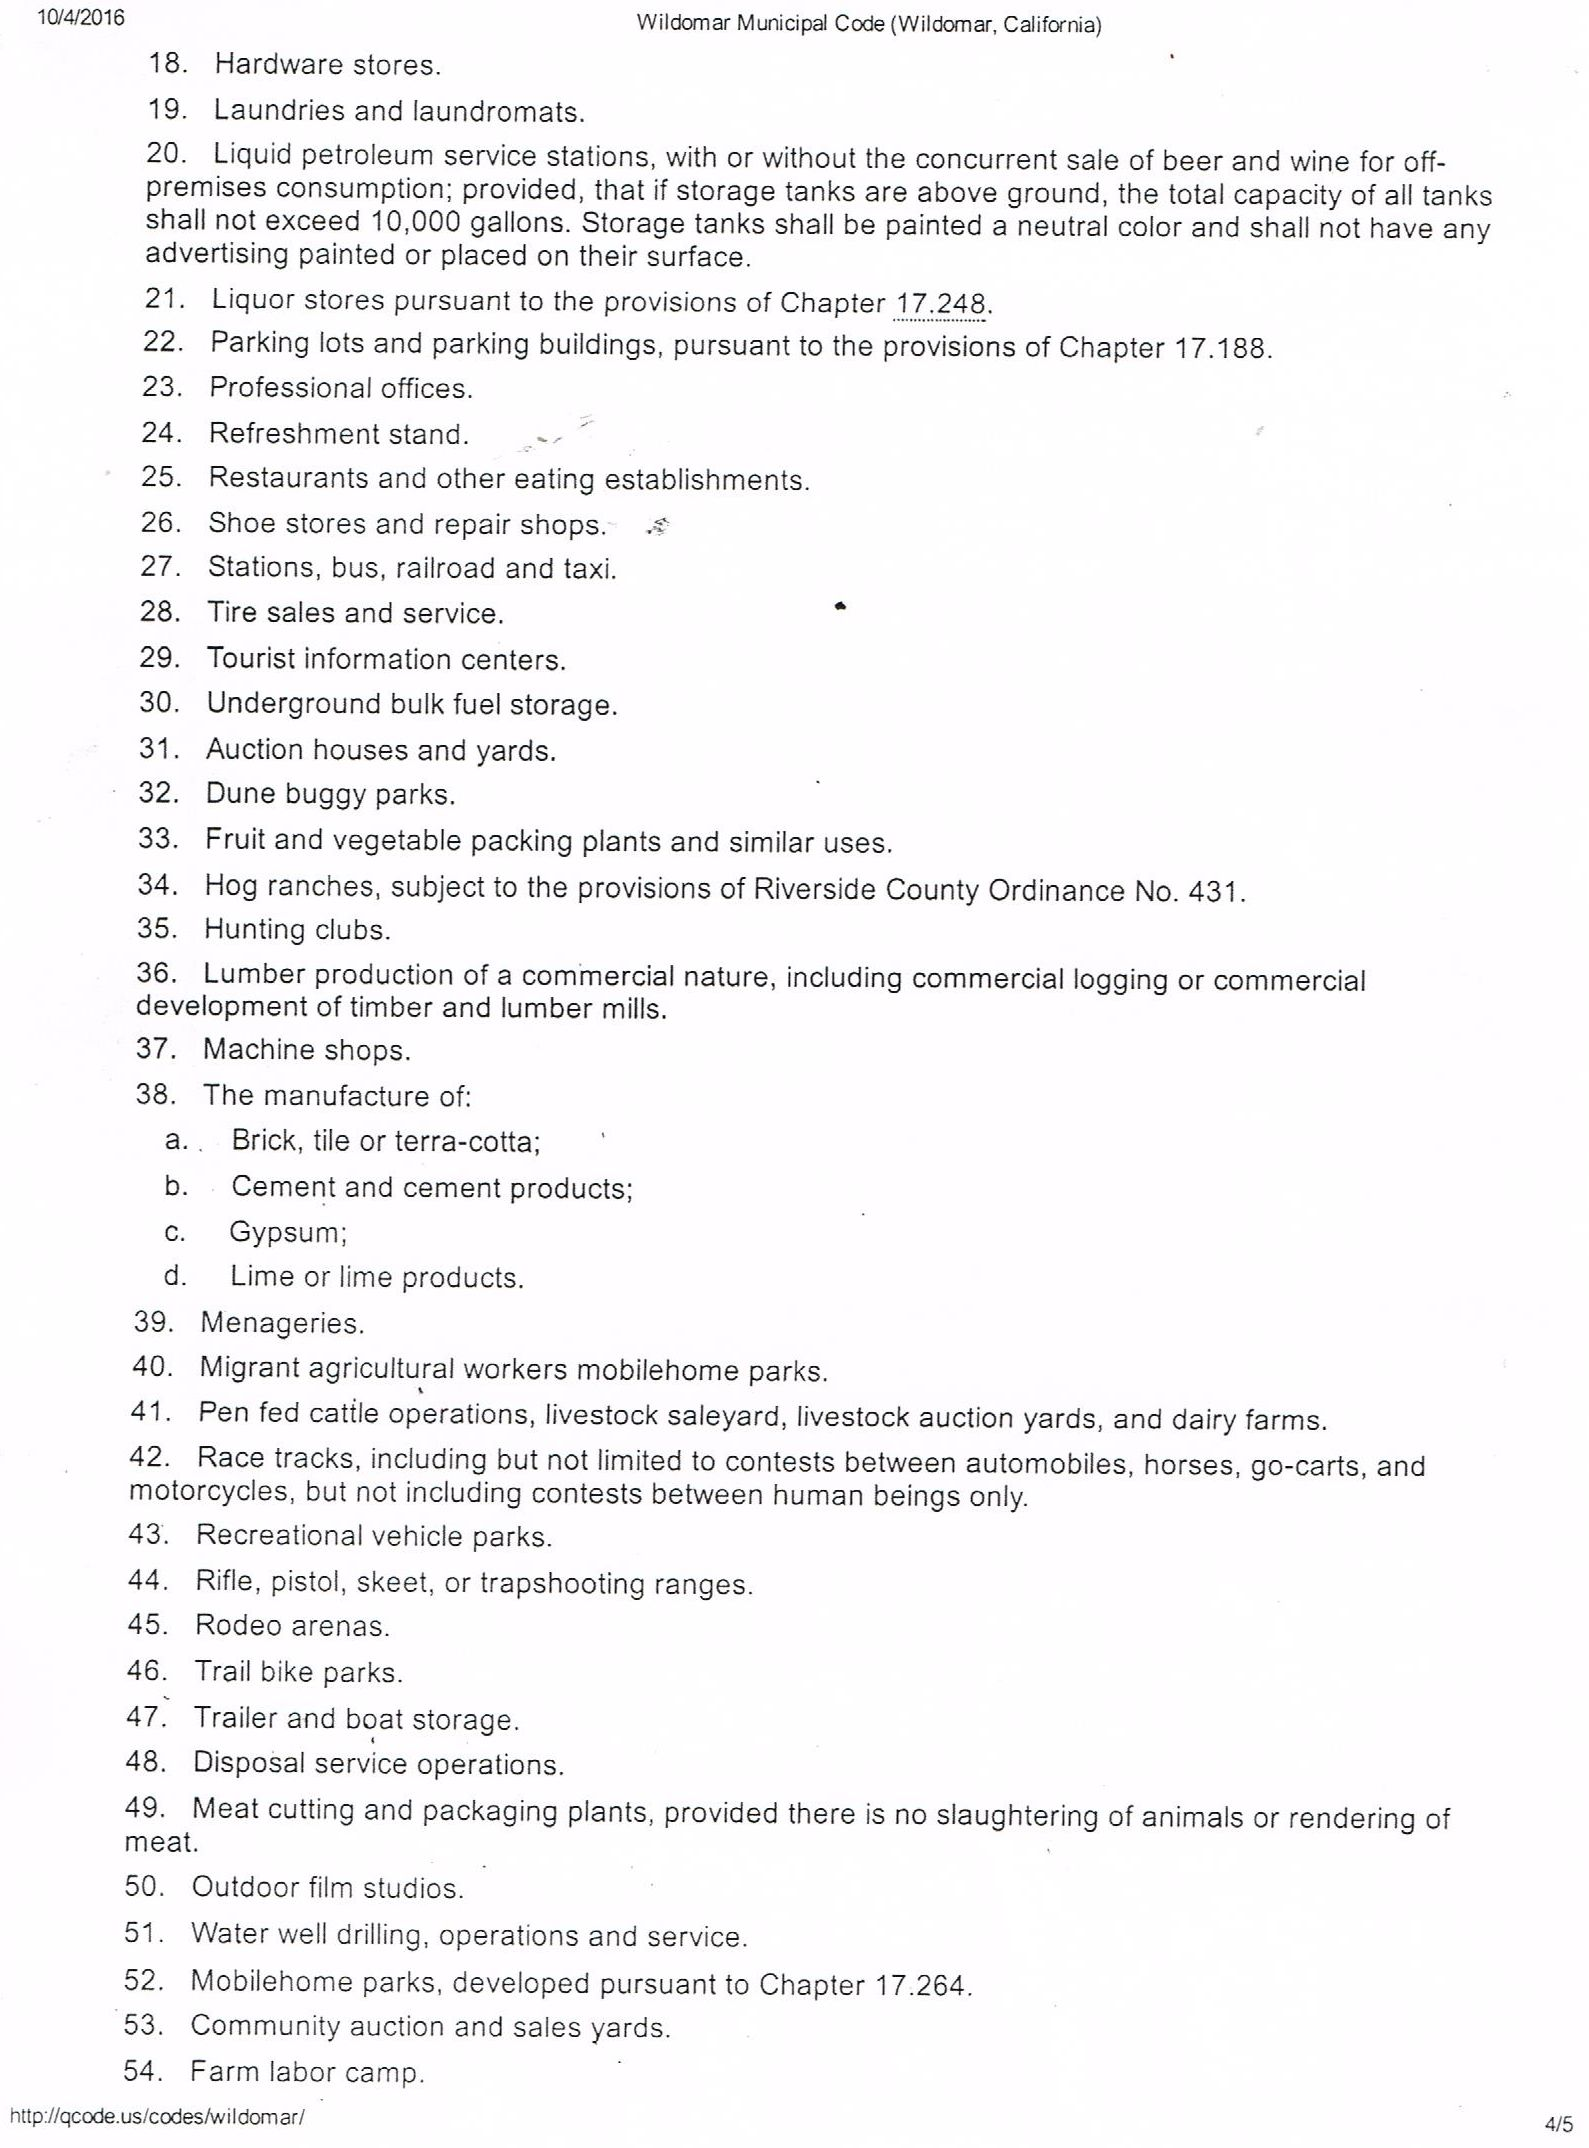 10/4/2016
Wildomar Municipal Code (Wildomar, California)
18. Hardware stores.
19. Laundries and laundromats.
20. Liquid petroleum service stations, with or without the concurrent sale of beer and wine for off-
premises consumption; provided, that if storage tanks are above ground, the total capacity of all tanks
shall not exceed 10,000 gallons. Storage tanks shall be painted a neutral color and shall not have any
advertising painted or placed on their surface.
21. Liquor stores pursuant to the provisions of Chapter 17.248.
22. Parking lots and parking buildings, pursuant to the provisions of Chapter 17.188.
23. Professional offices.
24. Refreshment stand.
25. Restaurants and other eating establishments.
26. Shoe stores and repair shops.
27. Stations, bus, railroad and taxi.
28. Tire sales and service.
29. Tourist information centers.
30. Underground bulk fuel storage.
31. Auction houses and yards.
32. Dune buggy parks.
33. Fruit and vegetable packing plants and similar uses.
34. Hog ranches, subject to the provisions of Riverside County Ordinance No. 431.
35. Hunting clubs.
36. Lumber production of a commercial nature, including commercial logging or commercial
development of timber and lumber mills.
37. Machine shops.
38. The manufacture of:
a. Brick, tile or terra-cotta;
b. Cement and cement products;
c. Gypsum;
d. Lime or lime products.
39. Menageries.
40. Migrant agricultural workers mobilehome parks.
41. Pen fed cattle operations, livestock saleyard, livestock auction yards, and dairy farms.
42. Race tracks, including but not limited to contests between automobiles, horses, go-carts, and
motorcycles, but not including contests between human beings only.
43. Recreational vehicle parks.
44. Rifle, pistol, skeet, or trapshooting ranges.
45. Rodeo arenas.
46. Trail bike parks.
47. Trailer and boat storage.
48. Disposal service operations.
49. Meat cutting and packaging plants, provided there is no slaughtering of animals or rendering of
meat.
50. Outdoor film studios.
51. Water well drilling, operations and service.
52. Mobilehome parks, developed pursuant to Chapter 17.264.
53. Community auction and sales yards.
54. Farm labor camp.
http://qcode.us/codes/wildomar/
4/5